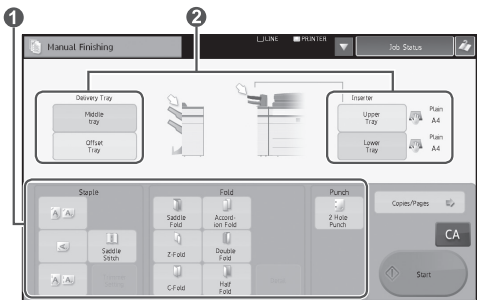 1
2
Manual Finishing
LINE
PRINTER
Job Status
Delivery Tray
Middle
tray
Offset
Tray
Inserter
Upper
Tray
Plain
A4
Lower
Tray
Plain
A4
Staple
A A
Saddle
Stitch
A A
Fold
Saddle
Fold
Accord-
ion Fold
Z-Fold
Double
Fold
C-Fold
Half
Fold
Punch
2 Hole
Punch
Copies/Pages
CA
Start